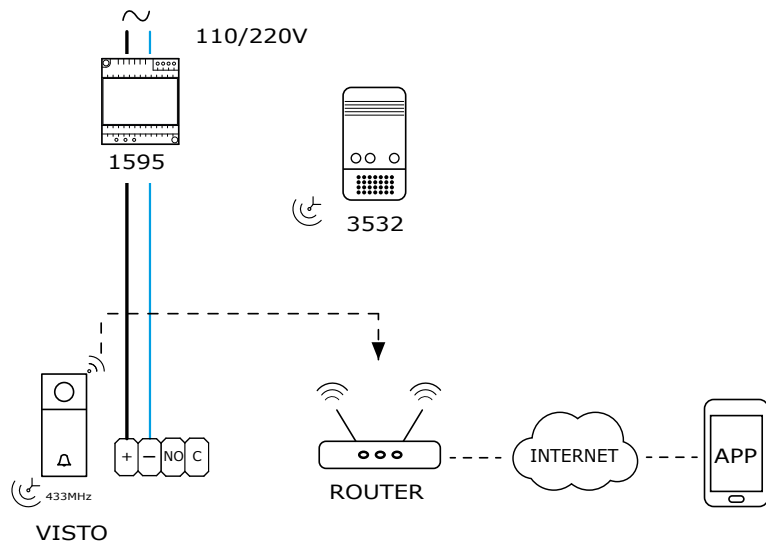 110/220V
1595
3532
+ — NO C
433MHz
VISTO
ROUTER
INTERNET
APP